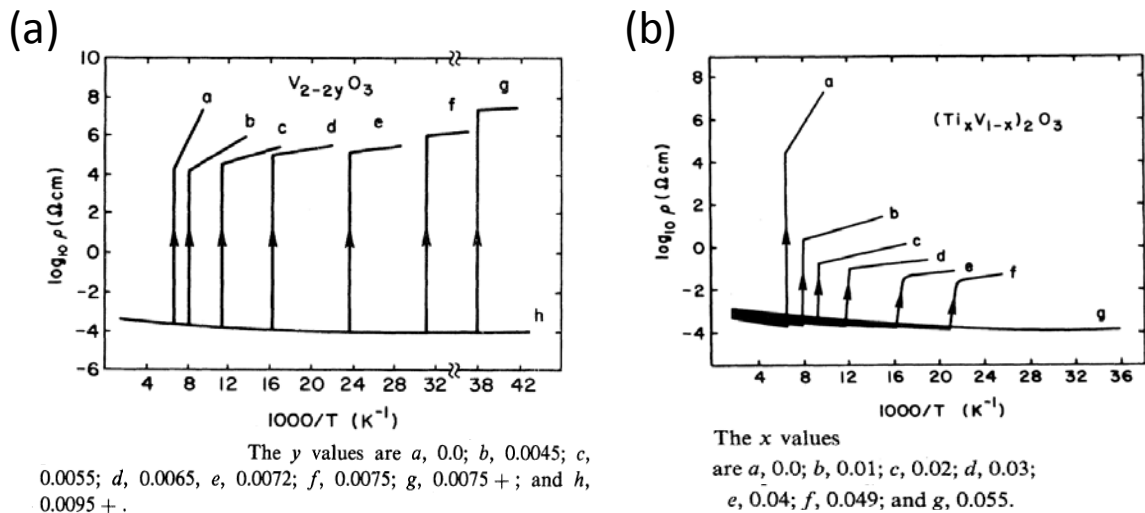 (a)
10
8
6
4
2
0
-2
-4
-6
log₁₀ ρ (Ωcm)
V₂₋₂yO₃
a
b
c
d
e
f
g
h
4 8 12 16 20 24 28 32 38 42
1000/T (K⁻¹)
The y values are a, 0.0; b, 0.0045; c,
0.0055; d, 0.0065, e, 0.0072; f, 0.0075; g, 0.0075 + ; and h,
0.0095 + .
(b)
8
6
4
2
0
-2
-4
log₁₀ ρ (Ωcm)
(TiₓV₁₋ₓ)₂O₃
a
b
c
d
e
f
g
4 8 12 16 20 24 28 32 36
1000/T (K⁻¹)
The x values
are a, 0.0; b, 0.01; c, 0.02; d, 0.03;
e, 0.04; f, 0.049; and g, 0.055.